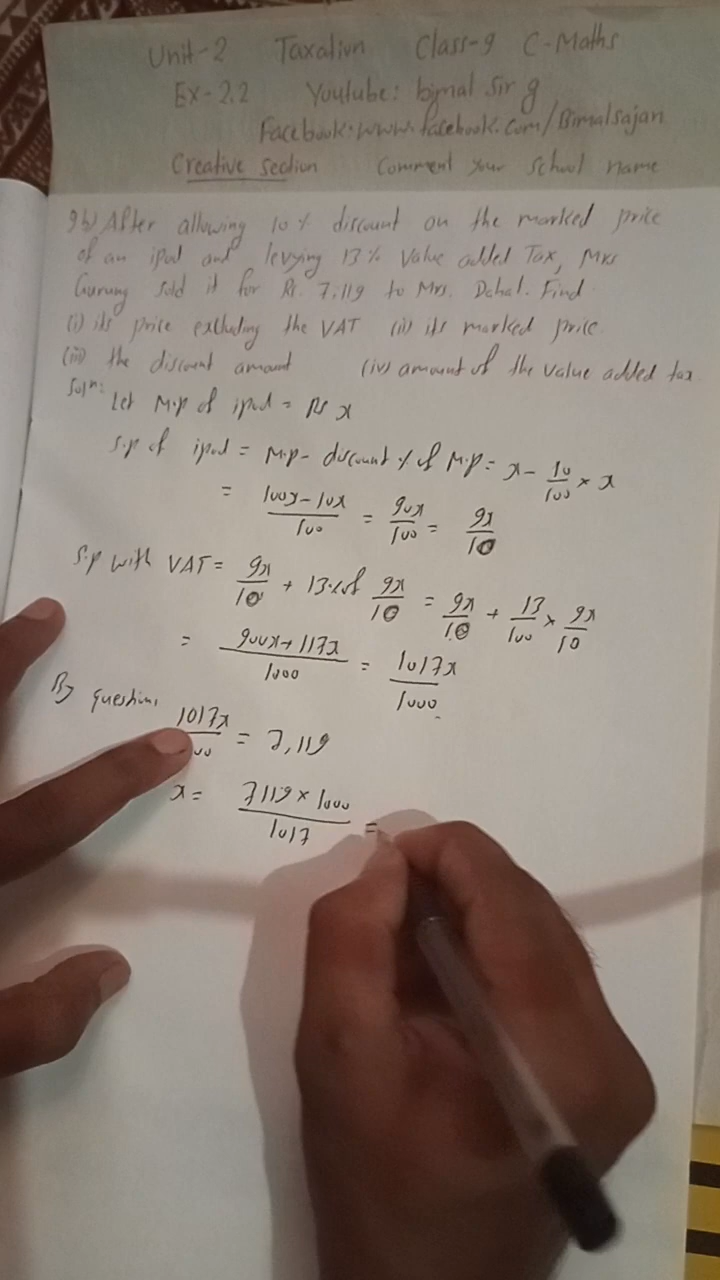 Unit-2 Taxation Class-9 C-Maths
Ex-2.2 Youtube: bimal sir g
Facebook: www.facebook.com/Bimalsajan
Creative section Comment your school name
9b) After allowing 10% discount on the marked price
of an ipod and levying 13% Value added Tax, Mrs
Gurung sold it for Rs. 7,119 to Mrs. Dahal. Find
(i) its price excluding the VAT (ii) its marked price
(iii) the discount amount (iv) amount of the value added tax
Solⁿ:
Let M.p of ipod = Rs x
S.p of ipod = M.p - discount % of M.p = x - 10/100 × x
= 100x - 10x/100 = 90x/100 = 9x/10
S.p with VAT = 9x/10 + 13% of 9x/10 = 9x/10 + 13/100 × 9x/10
= 900x + 117x/1000 = 1017x/1000
By question, 1017x/00 = 7,119
x = 7119 × 1000/1017 =